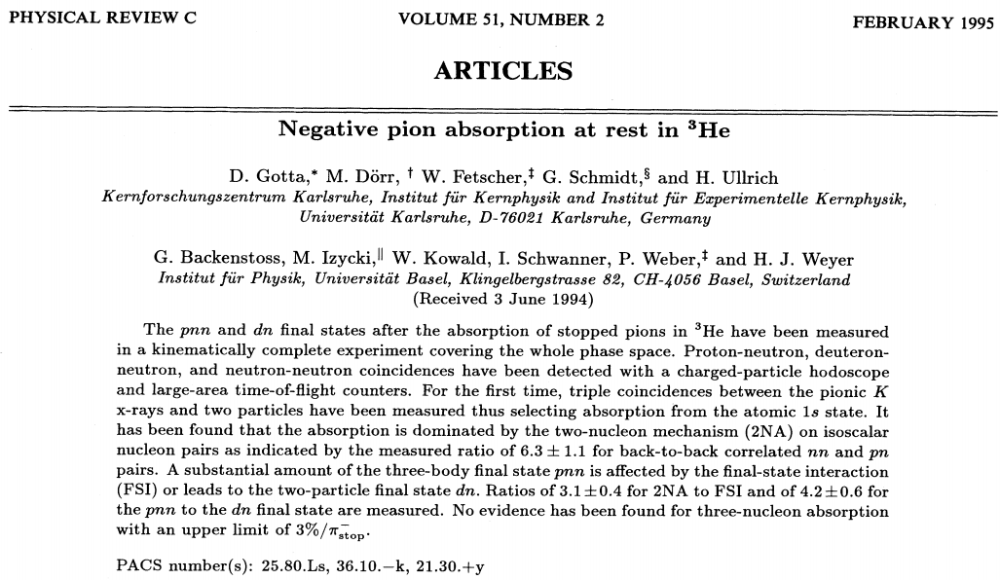 PHYSICAL REVIEW C VOLUME 51, NUMBER 2 FEBRUARY 1995
ARTICLES
Negative pion absorption at rest in ³He
D. Gotta,* M. Dörr, † W. Fetscher,‡ G. Schmidt,§ and H. Ullrich
Kernforschungszentrum Karlsruhe, Institut für Kernphysik and Institut für Experimentelle Kernphysik,
Universität Karlsruhe, D-76021 Karlsruhe, Germany
G. Backenstoss, M. Izycki,∥ W. Kowald, I. Schwanner, P. Weber,‡ and H. J. Weyer
Institut für Physik, Universität Basel, Klingelbergstrasse 82, CH-4056 Basel, Switzerland
(Received 3 June 1994)
The pnn and dn final states after the absorption of stopped pions in ³He have been measured
in a kinematically complete experiment covering the whole phase space. Proton-neutron, deuteron-
neutron, and neutron-neutron coincidences have been detected with a charged-particle hodoscope
and large-area time-of-flight counters. For the first time, triple coincidences between the pionic K
x-rays and two particles have been measured thus selecting absorption from the atomic 1s state. It
has been found that the absorption is dominated by the two-nucleon mechanism (2NA) on isoscalar
nucleon pairs as indicated by the measured ratio of 6.3 ± 1.1 for back-to-back correlated nn and pn
pairs. A substantial amount of the three-body final state pnn is affected by the final-state interaction
(FSI) or leads to the two-particle final state dn. Ratios of 3.1±0.4 for 2NA to FSI and of 4.2±0.6 for
the pnn to the dn final state are measured. No evidence has been found for three-nucleon absorption
with an upper limit of 3%/π⁻stop.
PACS number(s): 25.80.Ls, 36.10.−k, 21.30.+y